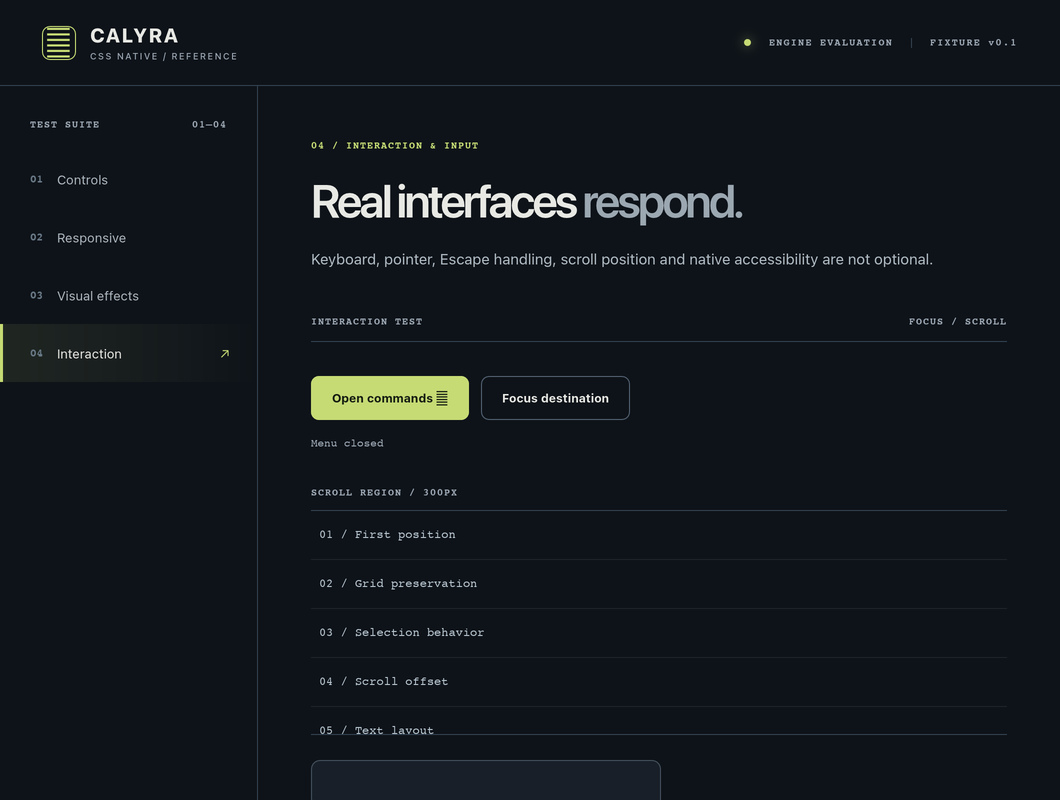 CALYRA
CSS NATIVE / REFERENCE
ENGINE EVALUATION | FIXTURE v0.1
TEST SUITE 01—04
01 Controls
02 Responsive
03 Visual effects
04 Interaction ↗
04 / INTERACTION & INPUT
Real interfaces respond.
Keyboard, pointer, Escape handling, scroll position and native accessibility are not optional.
INTERACTION TEST FOCUS / SCROLL
Open commands Focus destination
Menu closed
SCROLL REGION / 300PX
01 / First position
02 / Grid preservation
03 / Selection behavior
04 / Scroll offset
05 / Text layout